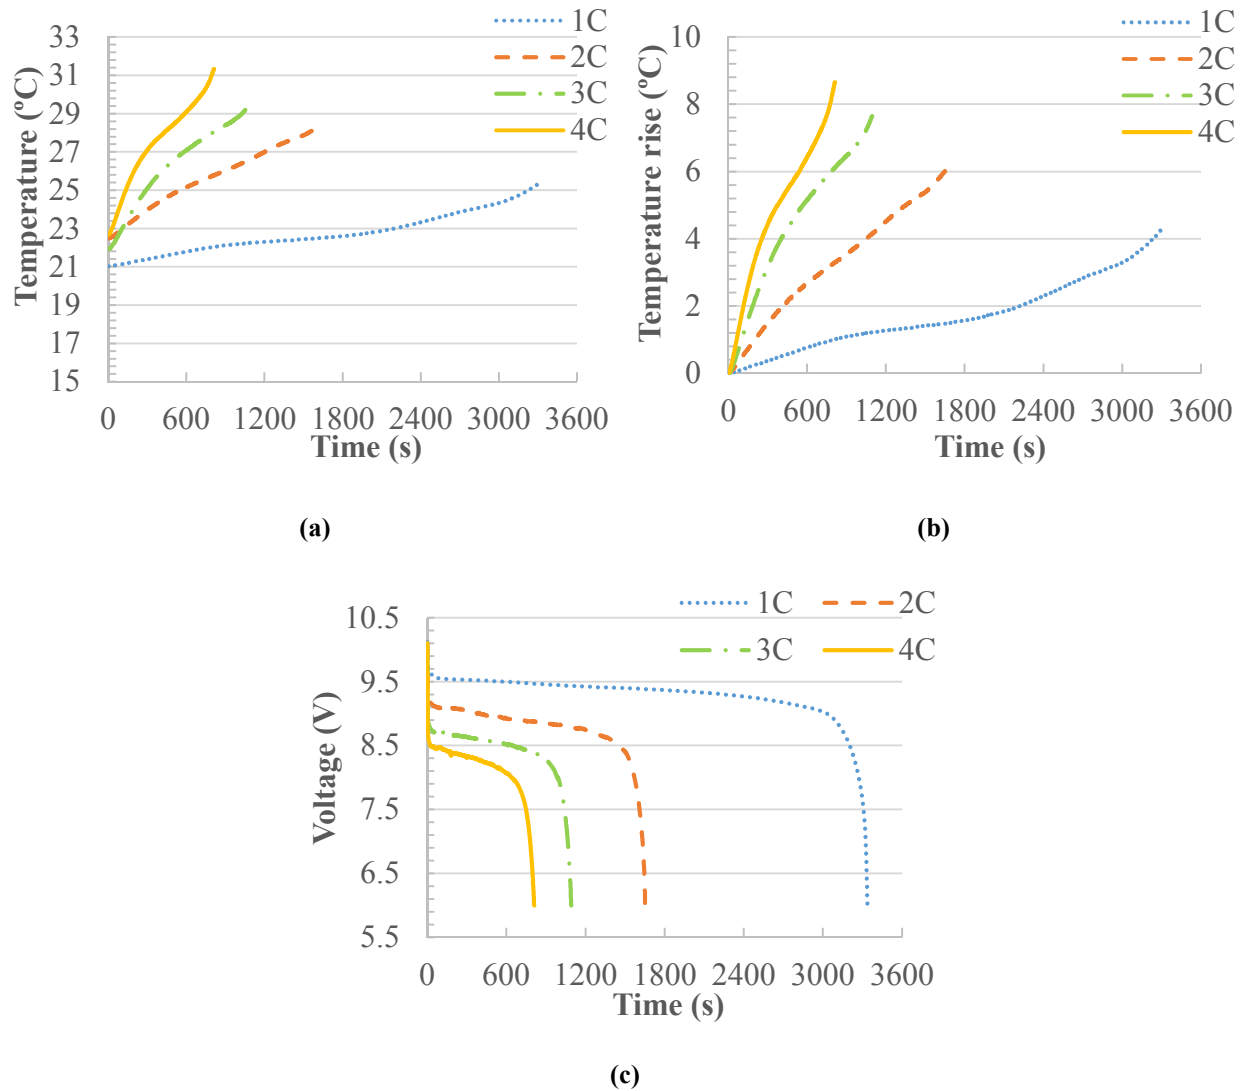 1C
2C
3C
4C
33
31
29
27
25
23
21
19
17
15
Temperature (ºC)
0 600 1200 1800 2400 3000 3600
Time (s)
(a)
1C
2C
3C
4C
10
8
6
4
2
0
Temperature rise (ºC)
0 600 1200 1800 2400 3000 3600
Time (s)
(b)
1C 2C
3C 4C
10.5
9.5
8.5
7.5
6.5
5.5
Voltage (V)
0 600 1200 1800 2400 3000 3600
Time (s)
(c)